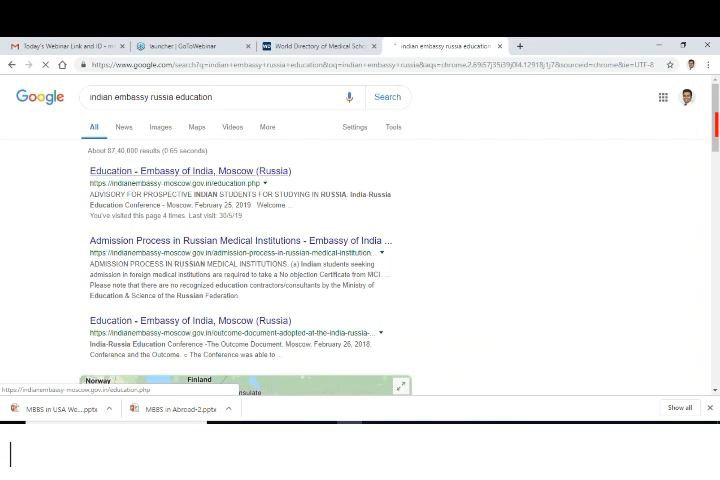 Today's Webinar Link and ID - m
launcher | GoToWebinar
World Directory of Medical Scho
indian embassy russia education
https://www.google.com/search?q=indian+embassy+russia+education&oq=indian+embassy+russia+education&aqs=chrome.2.69i57j35i39j0l4.12918j1j7&sourceid=chrome&ie=UTF-8
Google
indian embassy russia education
Search
All News Images Maps Videos More Settings Tools
About 87,40,000 results (0.65 seconds)
Education - Embassy of India, Moscow (Russia)
https://indianembassy-moscow.gov.in/education.php
ADVISORY FOR PROSPECTIVE INDIAN STUDENTS FOR STUDYING IN RUSSIA. India-Russia
Education Conference - Moscow, February 25, 2019 · Welcome ...
You've visited this page 4 times. Last visit: 30/5/19
Admission Process in Russian Medical Institutions - Embassy of India ...
https://indianembassy-moscow.gov.in/admission-process-in-russian-medical-institution...
ADMISSION PROCESS IN RUSSIAN MEDICAL INSTITUTIONS. (a) Indian students seeking
admission in foreign medical institutions are required to take a No objection Certificate from MCI. ...
Please note that there are no recognized education contractors/consultants by the Ministry of
Education & Science of the Russian Federation.
Education - Embassy of India, Moscow (Russia)
https://indianembassy-moscow.gov.in/outcome-document-adopted-at-the-india-russia-...
India-Russia Education Conference -The Outcome Document. Moscow, February 26, 2018.
Conference and the Outcome. c The Conference was able to ...
Norway
Finland
nsulate
https://indianembassy-moscow.gov.in/education.php
MBBS in USA We....pptx
MBBS in Abroad-2.pptx
Show all